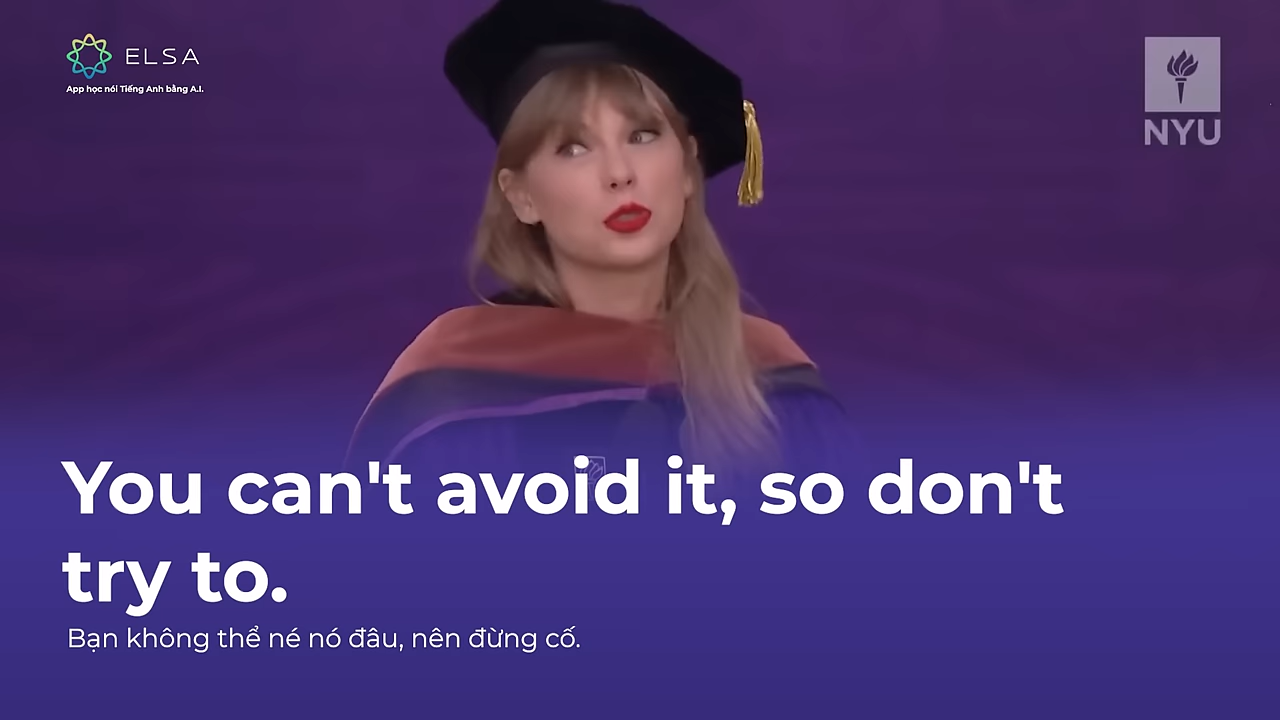 ELSA
App học nói Tiếng Anh bằng A.I.
NYU
You can't avoid it, so don't
try to.
Bạn không thể né nó đâu, nên đừng cố.